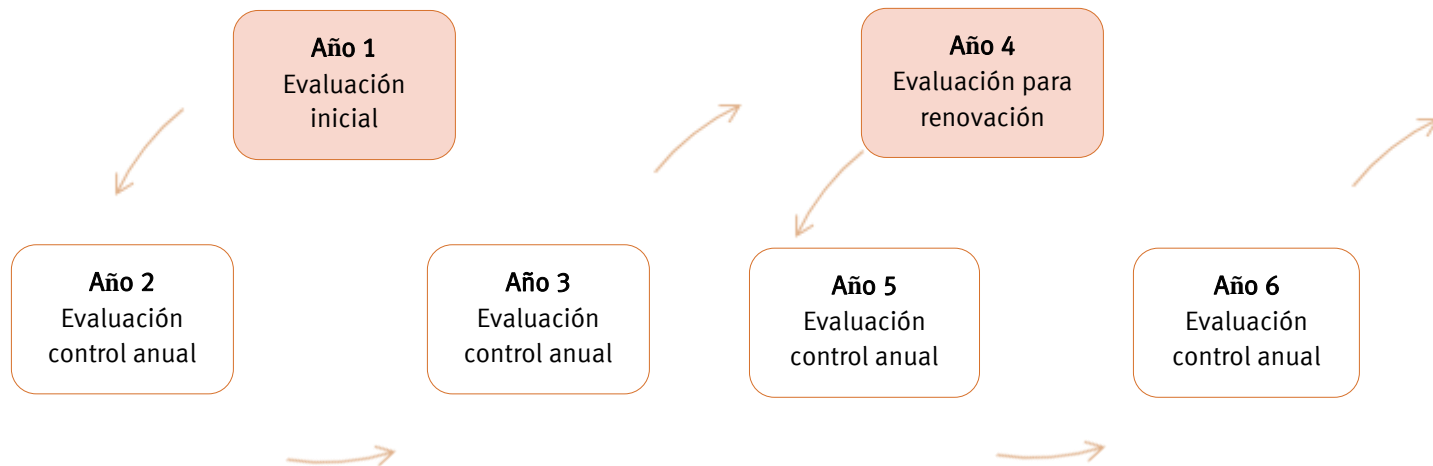 Año 1
Evaluación
inicial
Año 2
Evaluación
control anual
Año 3
Evaluación
control anual
Año 4
Evaluación para
renovación
Año 5
Evaluación
control anual
Año 6
Evaluación
control anual